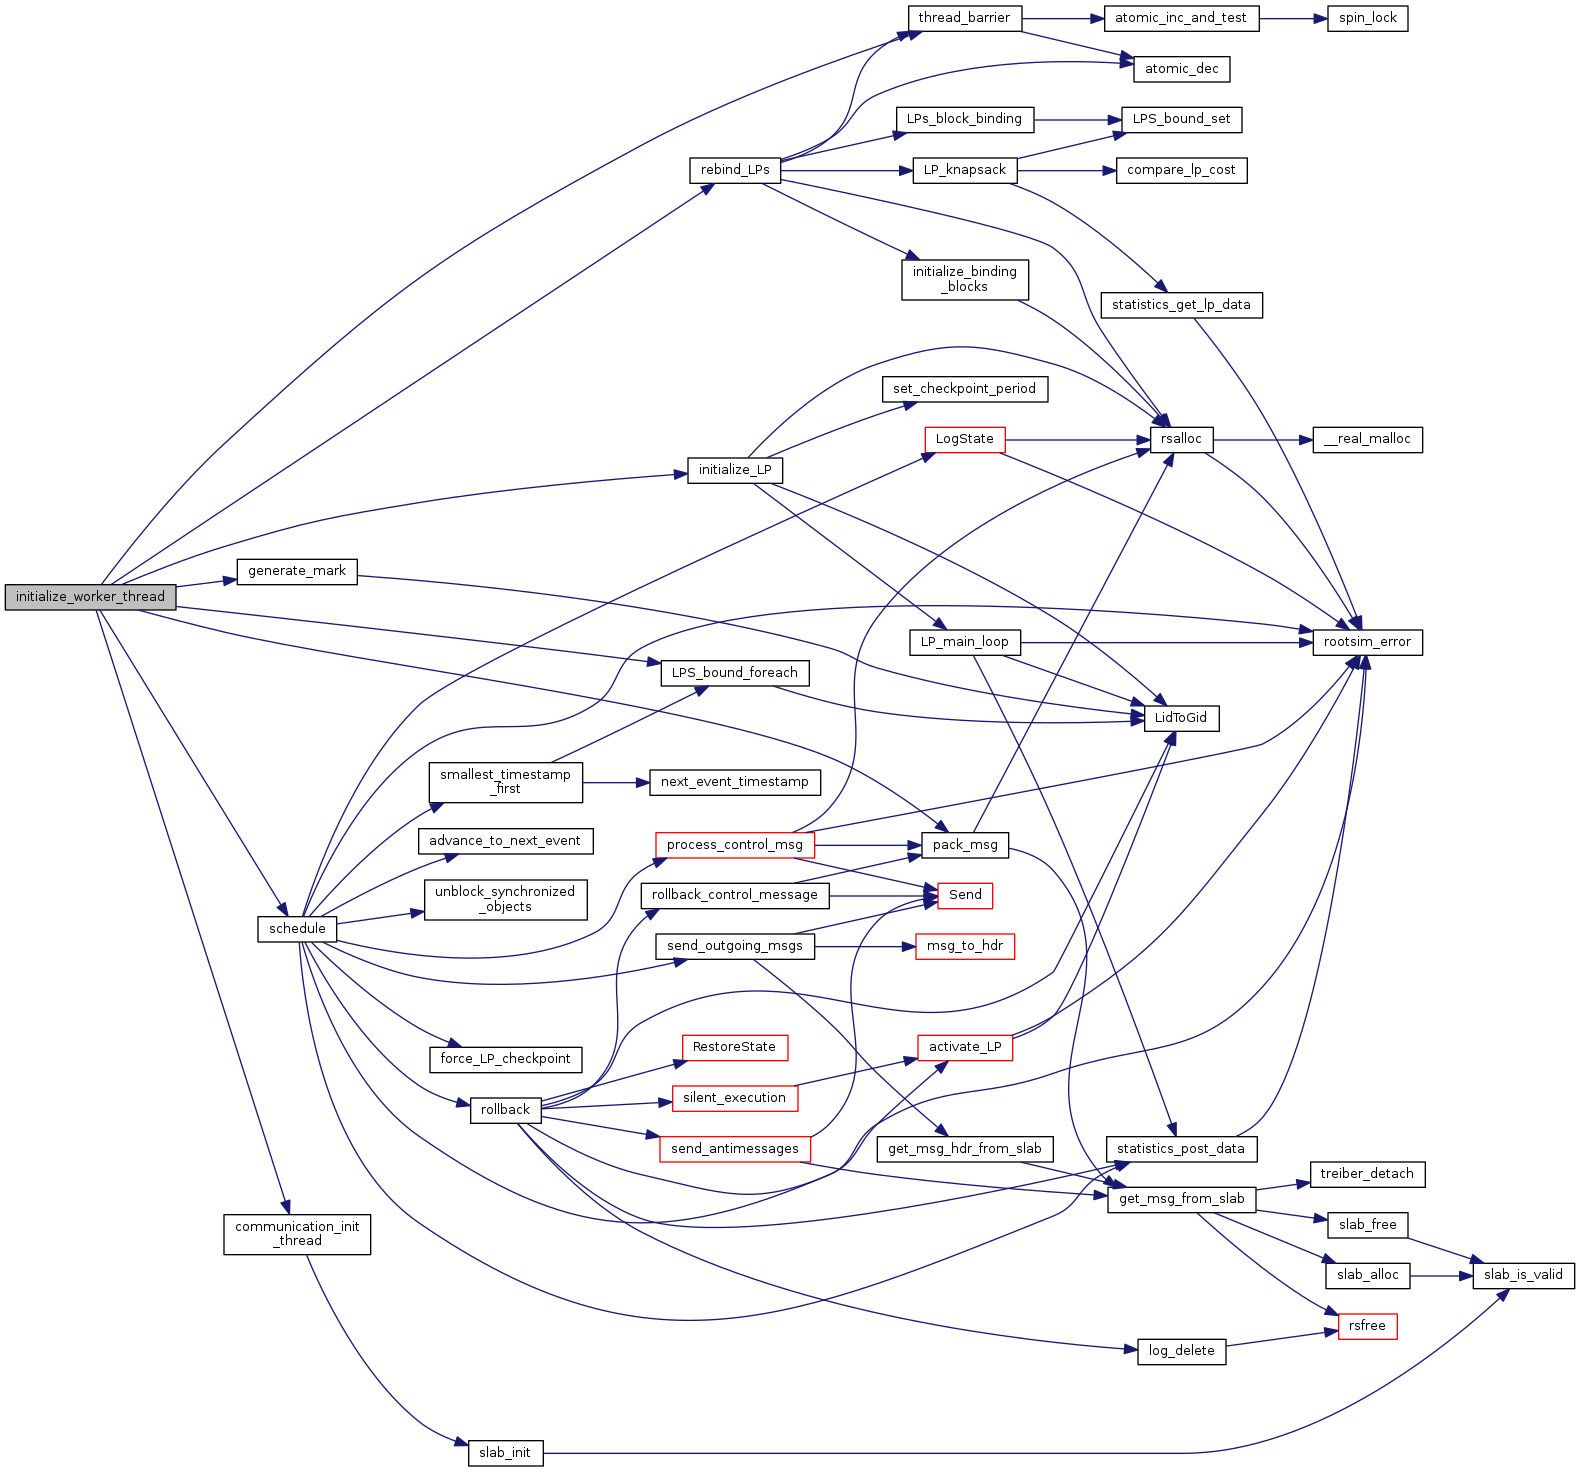 thread_barrier
atomic_inc_and_test
spin_lock
atomic_dec
LPs_block_binding
LPS_bound_set
rebind_LPs
LP_knapsack
compare_lp_cost
initialize_binding
_blocks
statistics_get_lp_data
set_checkpoint_period
LogState
rsalloc
__real_malloc
initialize_LP
generate_mark
initialize_worker_thread
LP_main_loop
rootsim_error
LPS_bound_foreach
LidToGid
smallest_timestamp
_first
next_event_timestamp
advance_to_next_event
process_control_msg
pack_msg
unblock_synchronized
_objects
rollback_control_message
Send
schedule
send_outgoing_msgs
msg_to_hdr
force_LP_checkpoint
RestoreState
activate_LP
rollback
silent_execution
send_antimessages
get_msg_hdr_from_slab
statistics_post_data
treiber_detach
get_msg_from_slab
communication_init
_thread
slab_free
slab_alloc
slab_is_valid
rsfree
log_delete
slab_init